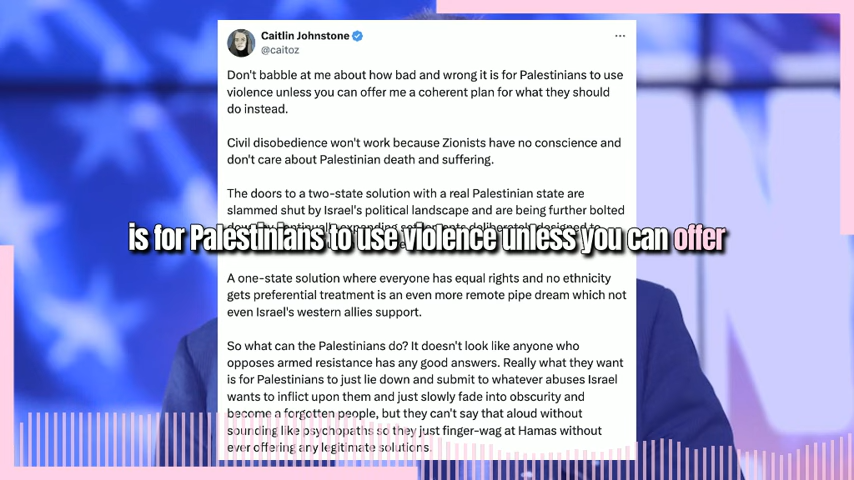 Caitlin Johnstone
@caitoz
Don't babble at me about how bad and wrong it is for Palestinians to use
violence unless you can offer me a coherent plan for what they should
do instead.
Civil disobedience won't work because Zionists have no conscience and
don't care about Palestinian death and suffering.
The doors to a two-state solution with a real Palestinian state are
slammed shut by Israel's political landscape and are being further bolted
is for Palestinians to use violence unless you can offer
A one-state solution where everyone has equal rights and no ethnicity
gets preferential treatment is an even more remote pipe dream which not
even Israel's western allies support.
So what can the Palestinians do? It doesn't look like anyone who
opposes armed resistance has any good answers. Really what they want
is for Palestinians to just lie down and submit to whatever abuses Israel
wants to inflict upon them and just slowly fade into obscurity and
become a forgotten people, but they can't say that aloud without
sounding like psychopaths so they just finger-wag at Hamas without
ever offering any legitimate solutions.